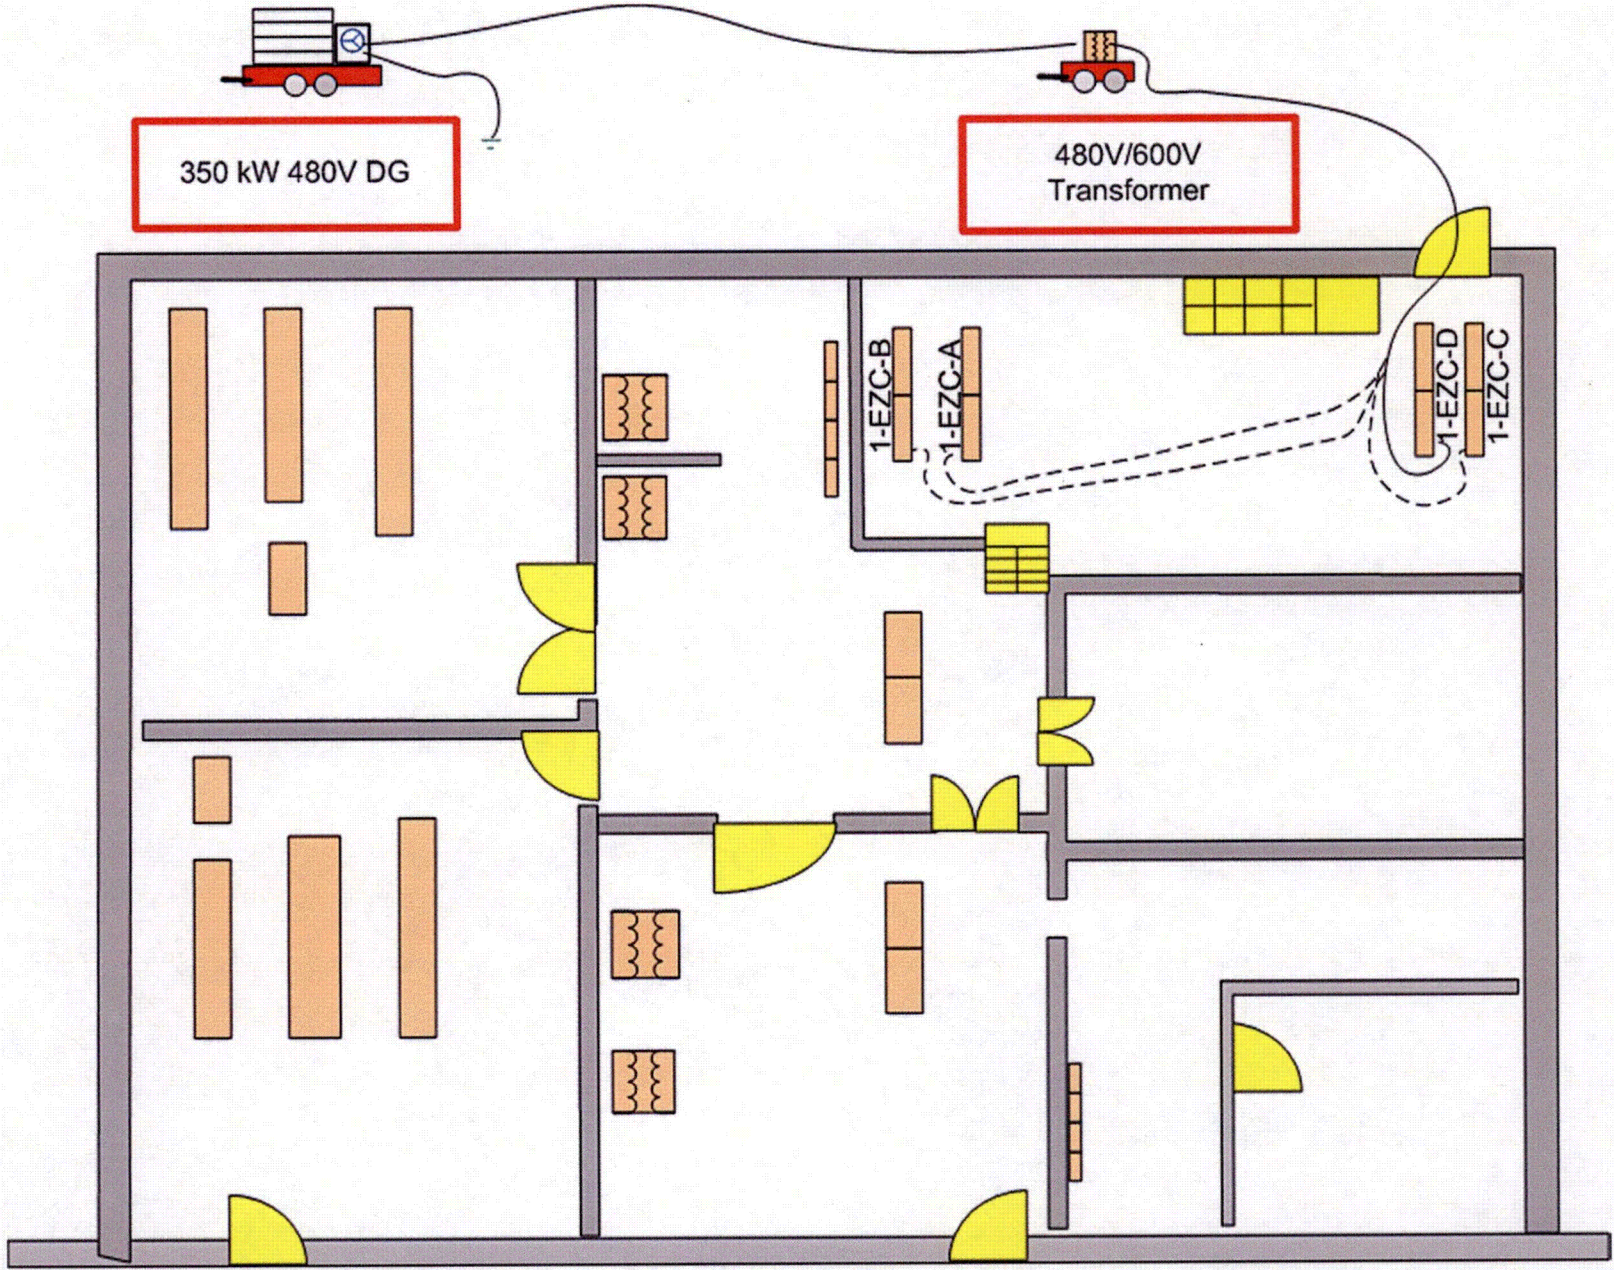 350 kW 480V DG
480V/600V
Transformer
1-EZC-B
1-EZC-A
1-EZC-D
1-EZC-C